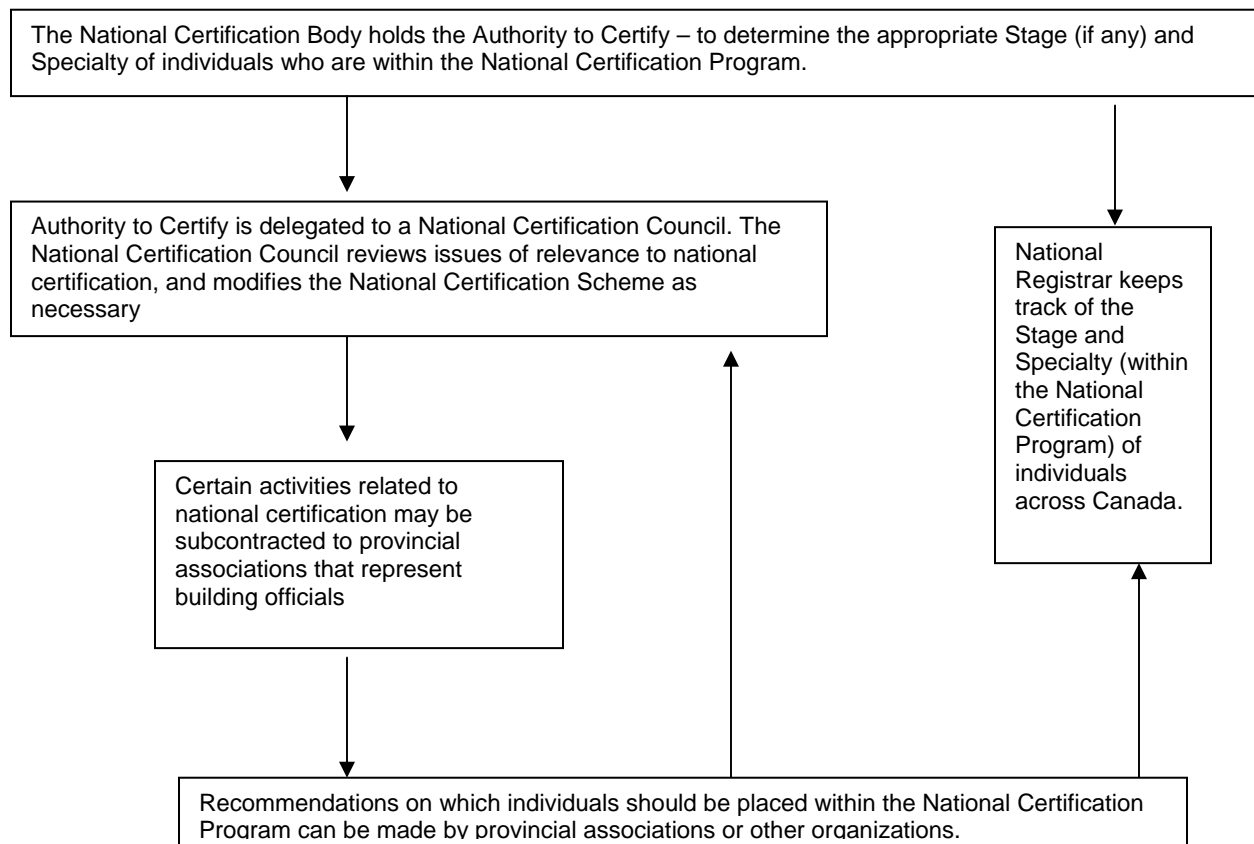 The National Certification Body holds the Authority to Certify – to determine the appropriate Stage (if any) and
Specialty of individuals who are within the National Certification Program.
Authority to Certify is delegated to a National Certification Council. The
National Certification Council reviews issues of relevance to national
certification, and modifies the National Certification Scheme as
necessary
National
Registrar keeps
track of the
Stage and
Specialty (within
the National
Certification
Program) of
individuals
across Canada.
Certain activities related to
national certification may be
subcontracted to provincial
associations that represent
building officials
Recommendations on which individuals should be placed within the National Certification
Program can be made by provincial associations or other organizations.